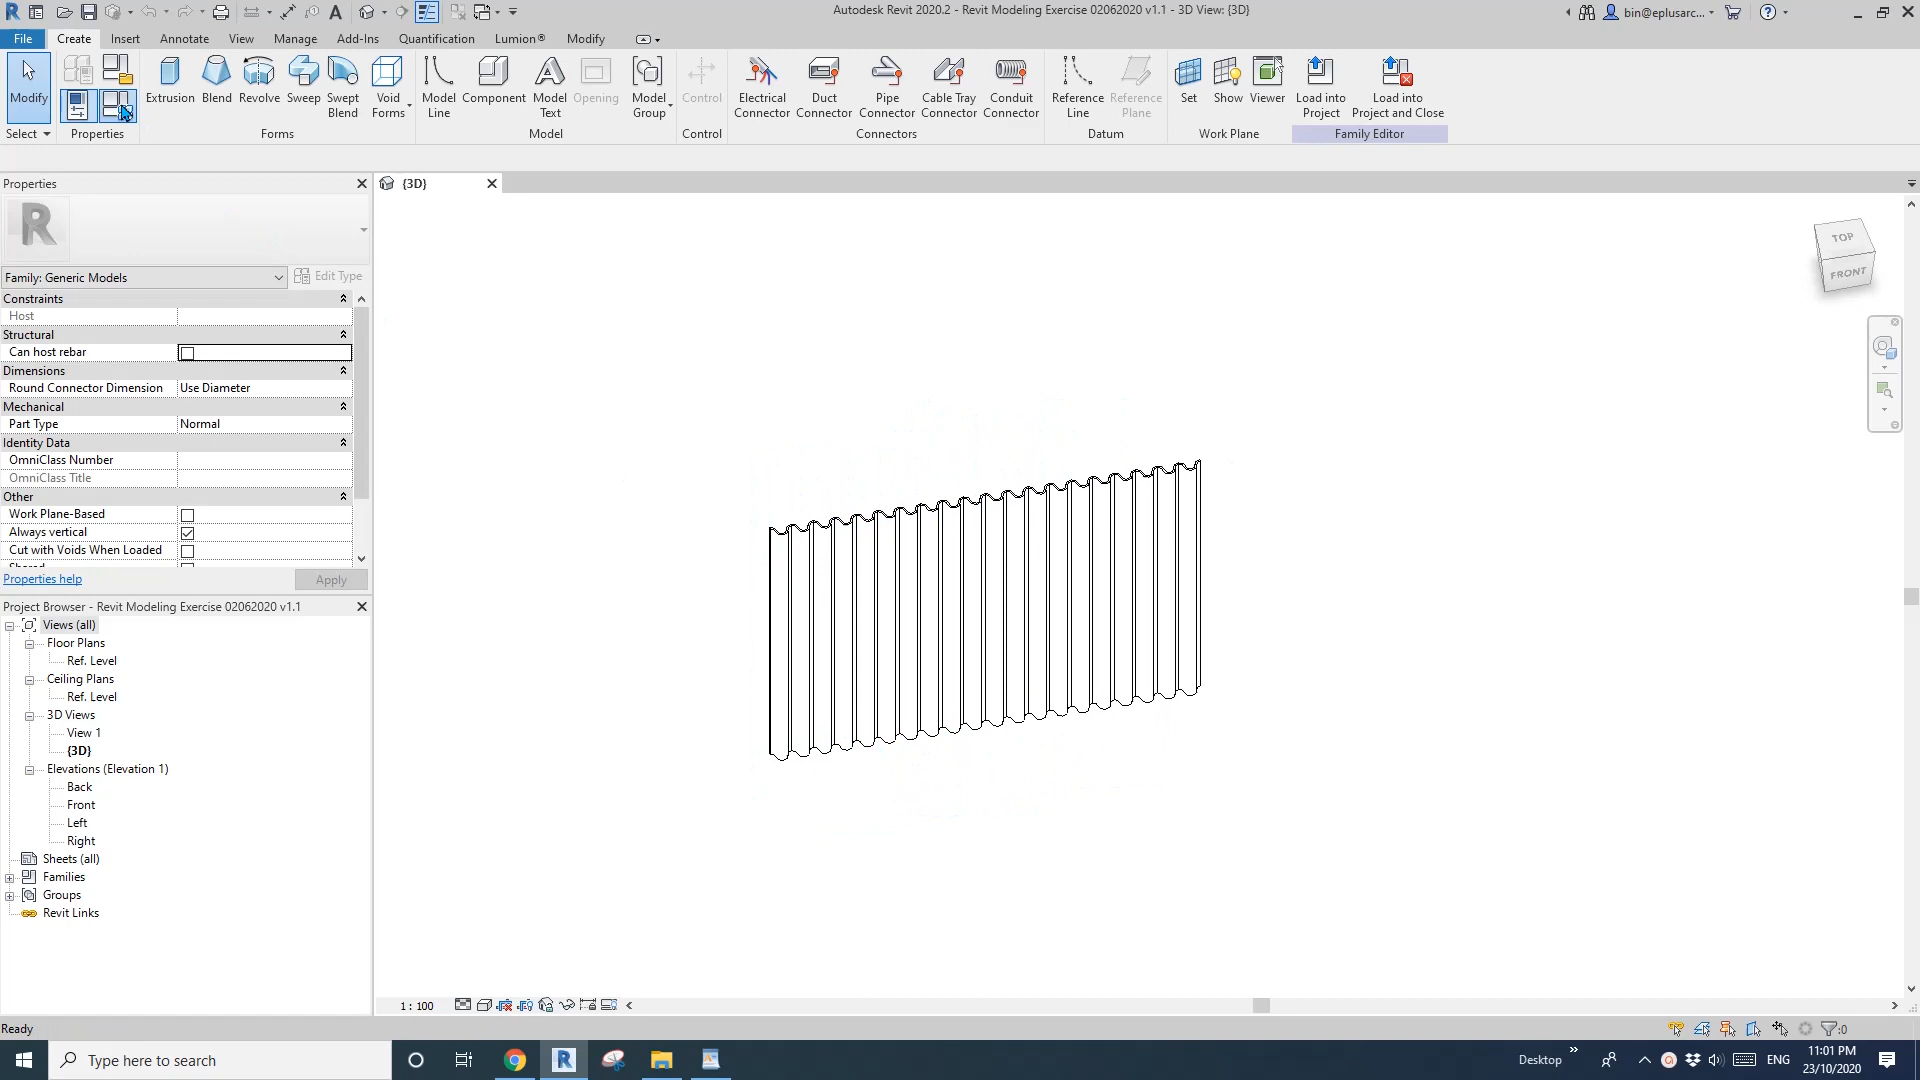 Autodesk Revit 2020.2 - Revit Modeling Exercise 02062020 v1.1 - 3D View: {3D}
bin@eplusarc...
File Create Insert Annotate View Manage Add-Ins Quantification Lumion® Modify
Modify
Extrusion
Blend
Revolve
Sweep
Swept Blend
Void Forms
Model Line
Component
Model Text
Opening
Model Group
Control
Electrical Connector
Duct Connector
Pipe Connector
Cable Tray Connector
Conduit Connector
Reference Line
Reference Plane
Set
Show
Viewer
Load into Project
Load into Project and Close
Select Properties Forms Model Control Connectors Datum Work Plane Family Editor
Properties
{3D}
R
TOP
FRONT
Family: Generic Models
Edit Type
Constraints
Host
Structural
Can host rebar
Dimensions
Round Connector Dimension Use Diameter
Mechanical
Part Type Normal
Identity Data
OmniClass Number
OmniClass Title
Other
Work Plane-Based
Always vertical
Cut with Voids When Loaded
Shared
Properties help
Apply
Project Browser - Revit Modeling Exercise 02062020 v1.1
Views (all)
Floor Plans
Ref. Level
Ceiling Plans
Ref. Level
3D Views
View 1
{3D}
Elevations (Elevation 1)
Back
Front
Left
Right
Sheets (all)
Families
Groups
Revit Links
1 : 100
Ready
:0
Type here to search
Desktop
ENG
11:01 PM
23/10/2020